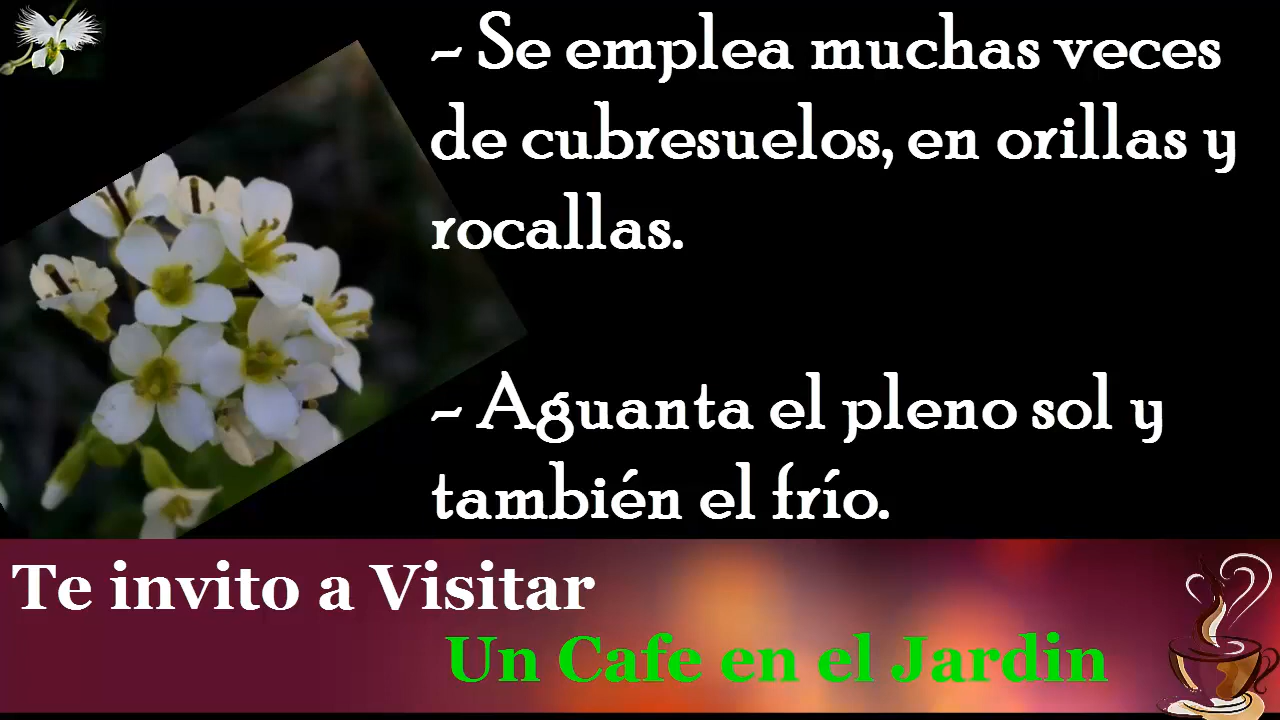 - Se emplea muchas veces
de cubresuelos, en orillas y
rocallas.
- Aguanta el pleno sol y
también el frío.
Te invito a Visitar
Un Cafe en el Jardin